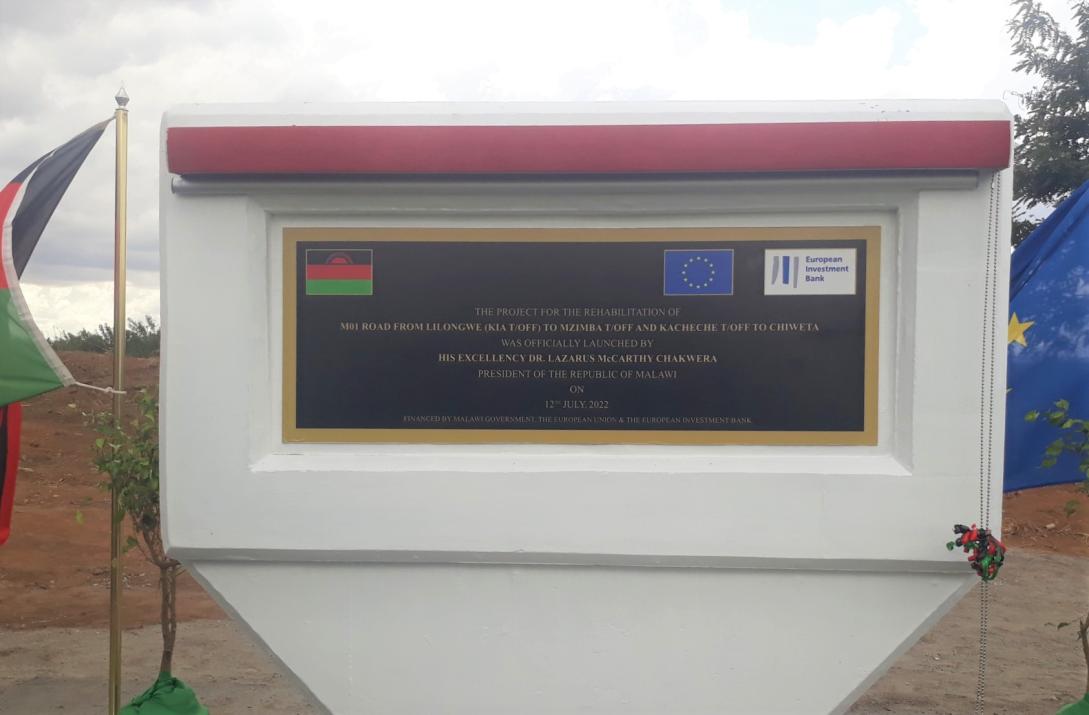 European
Investment
Bank
THE PROJECT FOR THE REHABILITATION OF
M01 ROAD FROM LILONGWE (KIA T/OFF) TO MZIMBA T/OFF AND KACHECHE T/OFF TO CHIWETA
WAS OFFICIALLY LAUNCHED BY
HIS EXCELLENCY DR. LAZARUS McCARTHY CHAKWERA
PRESIDENT OF THE REPUBLIC OF MALAWI
ON
12TH JULY, 2022
FINANCED BY MALAWI GOVERNMENT, THE EUROPEAN UNION & THE EUROPEAN INVESTMENT BANK